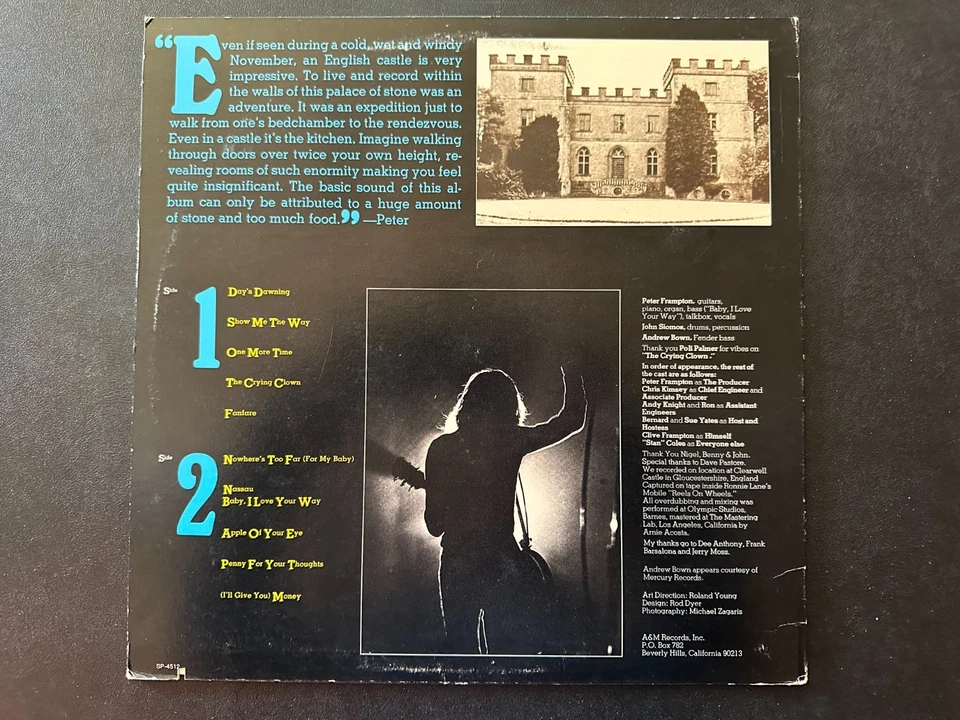 “Even if seen during a cold, wet and windy
November, an English castle is very
impressive. To live and record within
the walls of this palace of stone was an
adventure. It was an expedition just to
walk from one's bedchamber to the rendezvous.
Even in a castle it's the kitchen. Imagine walking
through doors over twice your own height, re-
vealing rooms of such enormity making you feel
quite insignificant. The basic sound of this al-
bum can only be attributed to a huge amount
of stone and too much food.” —Peter
Side 1
Day's Dawning
Show Me The Way
One More Time
The Crying Clown
Fanfare
Side 2
Nowhere's Too Far (For My Baby)
Nassau
Baby, I Love Your Way
Apple Of Your Eye
Penny For Your Thoughts
(I'll Give You) Money
Peter Frampton, guitars,
piano, organ, bass ("Baby, I Love
Your Way"), talkbox, vocals
John Siomos, drums, percussion
Andrew Bown, Fender bass
Thank you Poli Palmer for vibes on
"The Crying Clown."
In order of appearance, the rest of
the cast are as follows:
Peter Frampton as The Producer
Chris Kimsey as Chief Engineer and
Associate Producer
Andy Knight and Ron as Assistant
Engineers
Bernard and Sue Yates as Host and
Hostess
Clive Frampton as Himself
"Stan" Coles as Everyone else
Thank You Nigel, Benny & John.
Special thanks to Dave Pastore.
We recorded on location at Clearwell
Castle in Gloucestershire, England
Captured on tape inside Ronnie Lane's
Mobile "Reels On Wheels."
All overdubbing and mixing was
performed at Olympic Studios,
Barnes, mastered at The Mastering
Lab, Los Angeles, California by
Arnie Acosta.
My thanks go to Dee Anthony, Frank
Barsalona and Jerry Moss.
Andrew Bown appears courtesy of
Mercury Records.
Art Direction: Roland Young
Design: Rod Dyer
Photography: Michael Zagaris
A&M Records, Inc.
P.O. Box 782
Beverly Hills, California 90213
SP-4512